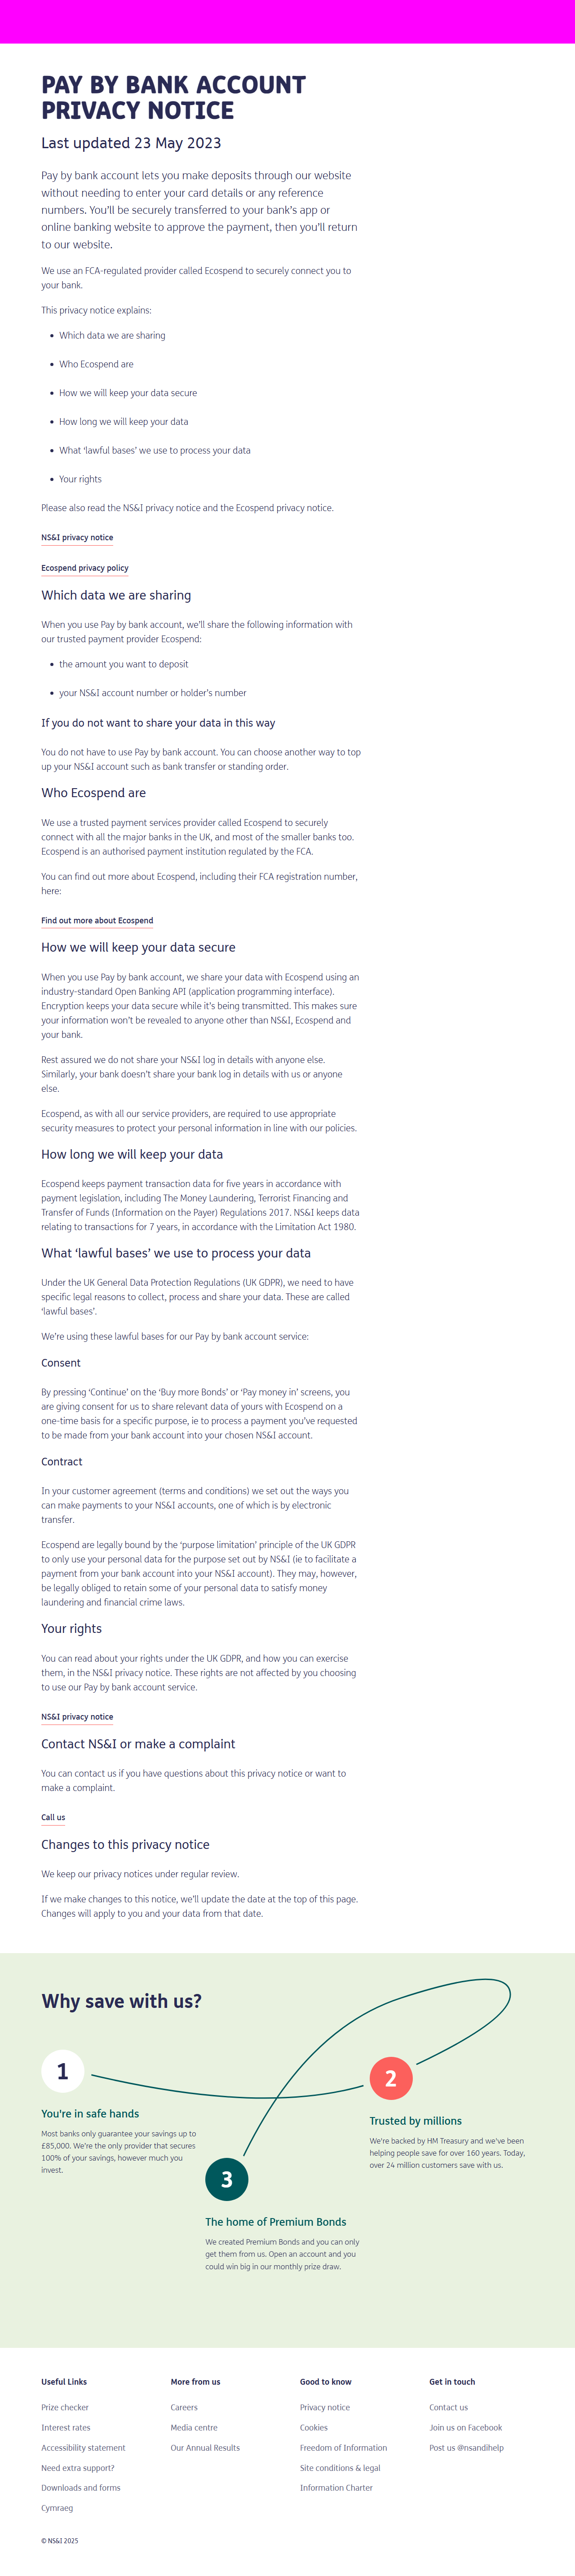 PAY BY BANK ACCOUNT
PRIVACY NOTICE
Last updated 23 May 2023
Pay by bank account lets you make deposits through our website
without needing to enter your card details or any reference
numbers. You’ll be securely transferred to your bank’s app or
online banking website to approve the payment, then you’ll return
to our website.
We use an FCA-regulated provider called Ecospend to securely connect you to
your bank.
This privacy notice explains:
• Which data we are sharing
• Who Ecospend are
• How we will keep your data secure
• How long we will keep your data
• What ‘lawful bases’ we use to process your data
• Your rights
Please also read the NS&I privacy notice and the Ecospend privacy notice.
NS&I privacy notice
Ecospend privacy policy
Which data we are sharing
When you use Pay by bank account, we’ll share the following information with
our trusted payment provider Ecospend:
• the amount you want to deposit
• your NS&I account number or holder’s number
If you do not want to share your data in this way
You do not have to use Pay by bank account. You can choose another way to top
up your NS&I account such as bank transfer or standing order.
Who Ecospend are
We use a trusted payment services provider called Ecospend to securely
connect with all the major banks in the UK, and most of the smaller banks too.
Ecospend is an authorised payment institution regulated by the FCA.
You can find out more about Ecospend, including their FCA registration number,
here:
Find out more about Ecospend
How we will keep your data secure
When you use Pay by bank account, we share your data with Ecospend using an
industry-standard Open Banking API (application programming interface).
Encryption keeps your data secure while it’s being transmitted. This makes sure
your information won’t be revealed to anyone other than NS&I, Ecospend and
your bank.
Rest assured we do not share your NS&I log in details with anyone else.
Similarly, your bank doesn’t share your bank log in details with us or anyone
else.
Ecospend, as with all our service providers, are required to use appropriate
security measures to protect your personal information in line with our policies.
How long we will keep your data
Ecospend keeps payment transaction data for five years in accordance with
payment legislation, including The Money Laundering, Terrorist Financing and
Transfer of Funds (Information on the Payer) Regulations 2017. NS&I keeps data
relating to transactions for 7 years, in accordance with the Limitation Act 1980.
What ‘lawful bases’ we use to process your data
Under the UK General Data Protection Regulations (UK GDPR), we need to have
specific legal reasons to collect, process and share your data. These are called
‘lawful bases’.
We’re using these lawful bases for our Pay by bank account service:
Consent
By pressing ‘Continue’ on the ‘Buy more Bonds’ or ‘Pay money in’ screens, you
are giving consent for us to share relevant data of yours with Ecospend on a
one-time basis for a specific purpose, ie to process a payment you’ve requested
to be made from your bank account into your chosen NS&I account.
Contract
In your customer agreement (terms and conditions) we set out the ways you
can make payments to your NS&I accounts, one of which is by electronic
transfer.
Ecospend are legally bound by the ‘purpose limitation’ principle of the UK GDPR
to only use your personal data for the purpose set out by NS&I (ie to facilitate a
payment from your bank account into your NS&I account). They may, however,
be legally obliged to retain some of your personal data to satisfy money
laundering and financial crime laws.
Your rights
You can read about your rights under the UK GDPR, and how you can exercise
them, in the NS&I privacy notice. These rights are not affected by you choosing
to use our Pay by bank account service.
NS&I privacy notice
Contact NS&I or make a complaint
You can contact us if you have questions about this privacy notice or want to
make a complaint.
Call us
Changes to this privacy notice
We keep our privacy notices under regular review.
If we make changes to this notice, we’ll update the date at the top of this page.
Changes will apply to you and your data from that date.
Why save with us?
1
You’re in safe hands
Most banks only guarantee your savings up to
£85,000. We’re the only provider that secures
100% of your savings, however much you
invest.
2
Trusted by millions
We’re backed by HM Treasury and we’ve been
helping people save for over 160 years. Today,
over 24 million customers save with us.
3
The home of Premium Bonds
We created Premium Bonds and you can only
get them from us. Open an account and you
could win big in our monthly prize draw.
Useful Links
Prize checker
Interest rates
Accessibility statement
Need extra support?
Downloads and forms
Cymraeg
More from us
Careers
Media centre
Our Annual Results
Good to know
Privacy notice
Cookies
Freedom of Information
Site conditions & legal
Information Charter
Get in touch
Contact us
Join us on Facebook
Post us @nsandihelp
© NS&I 2025